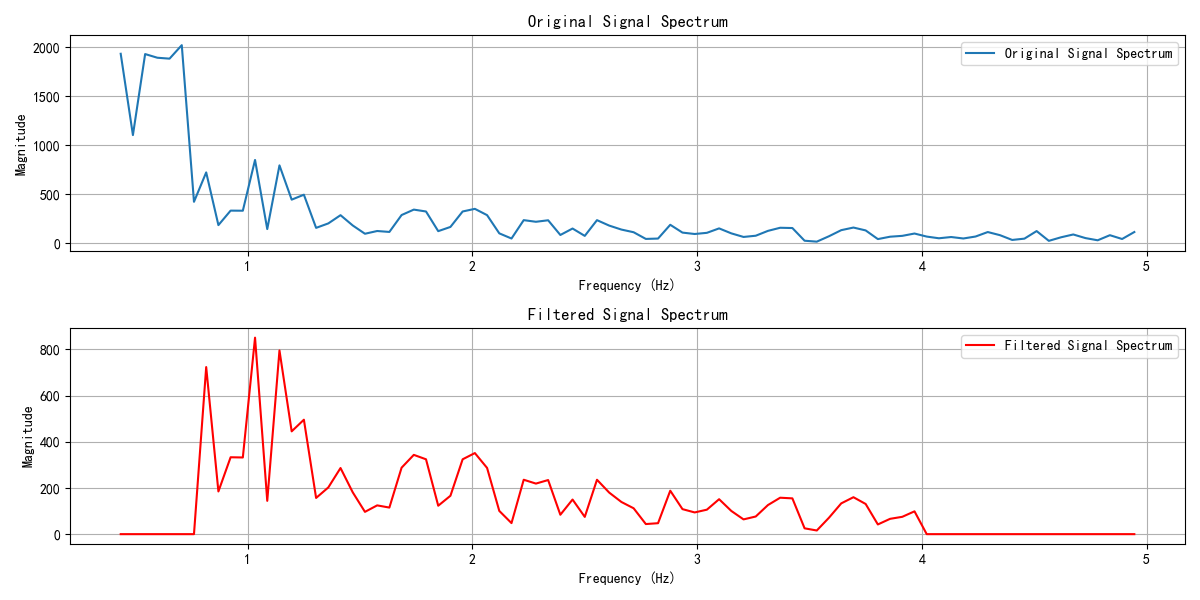 Original Signal Spectrum
Original Signal Spectrum
2000
1500
1000
500
0
Magnitude
1 2 3 4 5
Frequency (Hz)
Filtered Signal Spectrum
Filtered Signal Spectrum
800
600
400
200
0
Magnitude
1 2 3 4 5
Frequency (Hz)